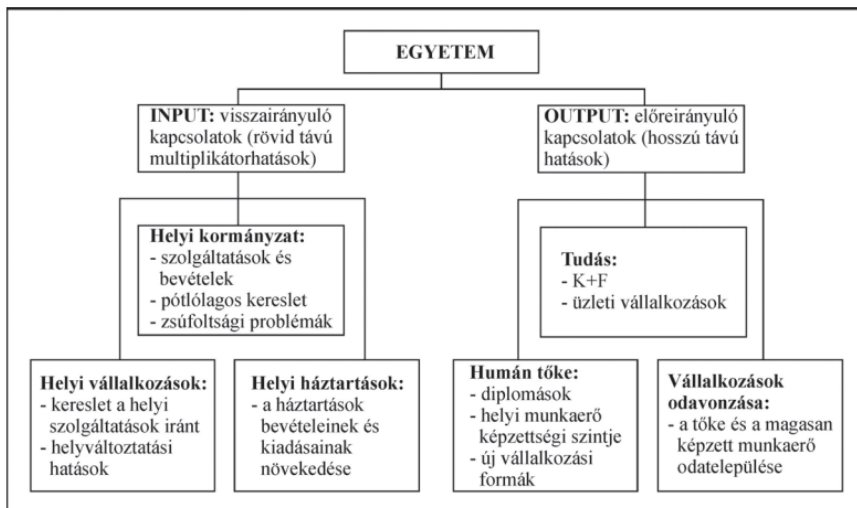 EGYETEM
INPUT: visszairányuló
kapcsolatok (rövid távú
multiplikátorhatások)
OUTPUT: előreirányuló
kapcsolatok (hosszú távú
hatások)
Helyi kormányzat:
- szolgáltatások és
bevételek
- pótlólagos kereslet
- zsúfoltsági problémák
Tudás:
- K+F
- üzleti vállalkozások
Helyi vállalkozások:
- kereslet a helyi
szolgáltatások iránt
- helyváltoztatási
hatások
Helyi háztartások:
- a háztartások
bevételeinek és
kiadásainak
növekedése
Humán tőke:
- diplomások
- helyi munkaerő
képzettségi szintje
- új vállalkozási
formák
Vállalkozások
odavonzása:
- a tőke és a magasan
képzett munkaerő
odatelepülése